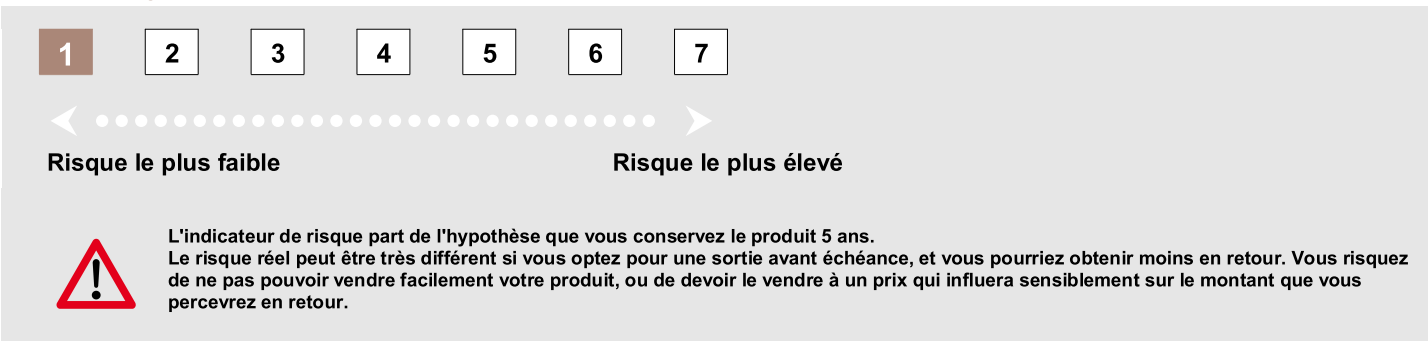 1 2 3 4 5 6 7
Risque le plus faible Risque le plus élevé
L'indicateur de risque part de l'hypothèse que vous conservez le produit 5 ans.
Le risque réel peut être très différent si vous optez pour une sortie avant échéance, et vous pourriez obtenir moins en retour. Vous risquez
de ne pas pouvoir vendre facilement votre produit, ou de devoir le vendre à un prix qui influera sensiblement sur le montant que vous
percevrez en retour.